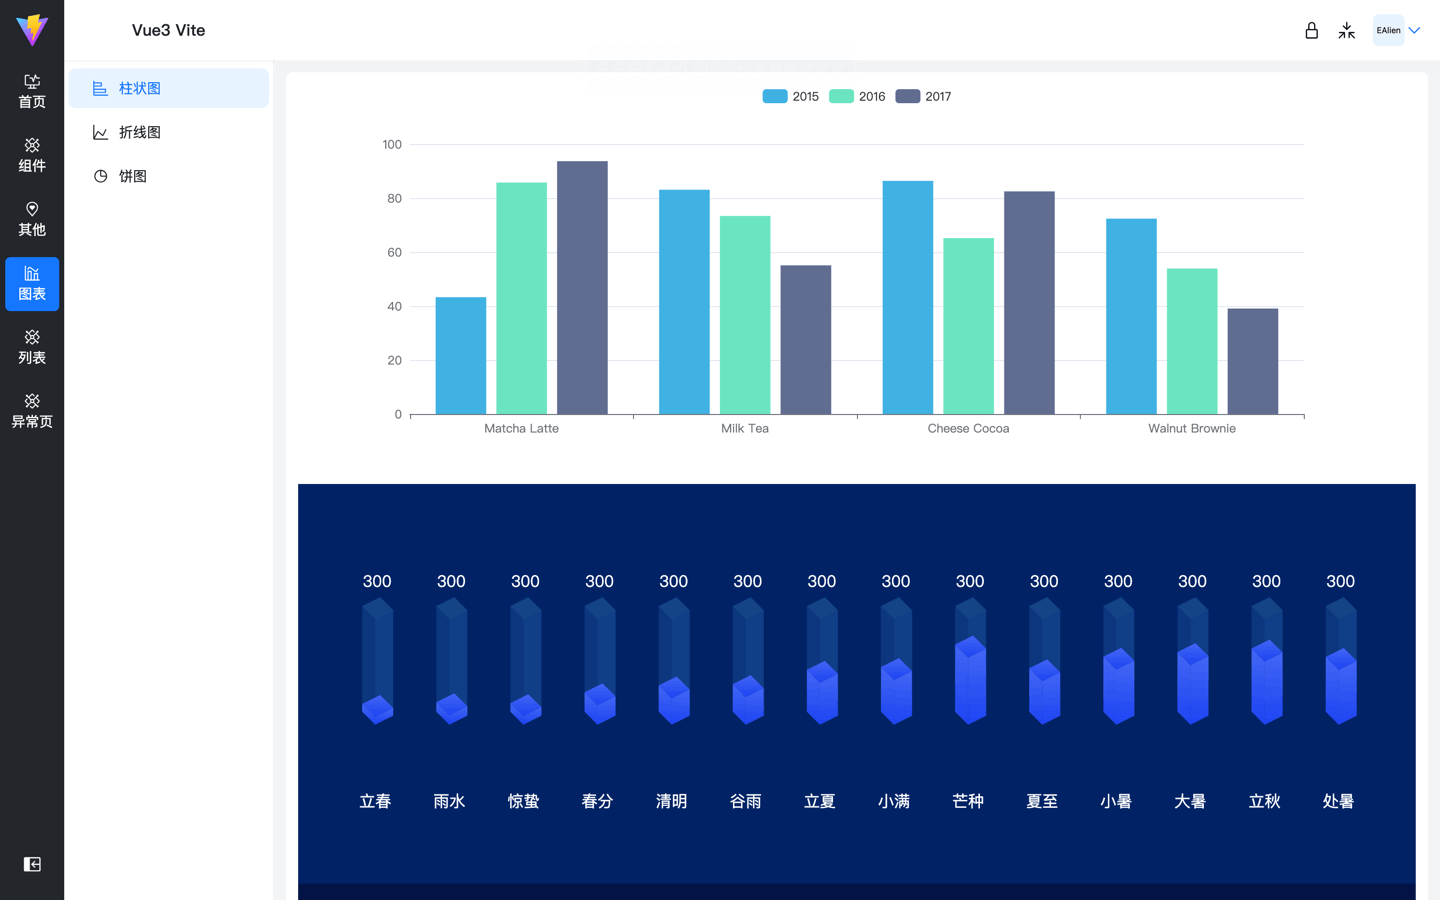 Vue3 Vite
EAlien
首页
组件
其他
图表
列表
异常页
柱状图
折线图
饼图
2015 2016 2017
100
80
60
40
20
0
Matcha Latte Milk Tea Cheese Cocoa Walnut Brownie
300 300 300 300 300 300 300 300 300 300 300 300 300 300
立春 雨水 惊蛰 春分 清明 谷雨 立夏 小满 芒种 夏至 小暑 大暑 立秋 处暑